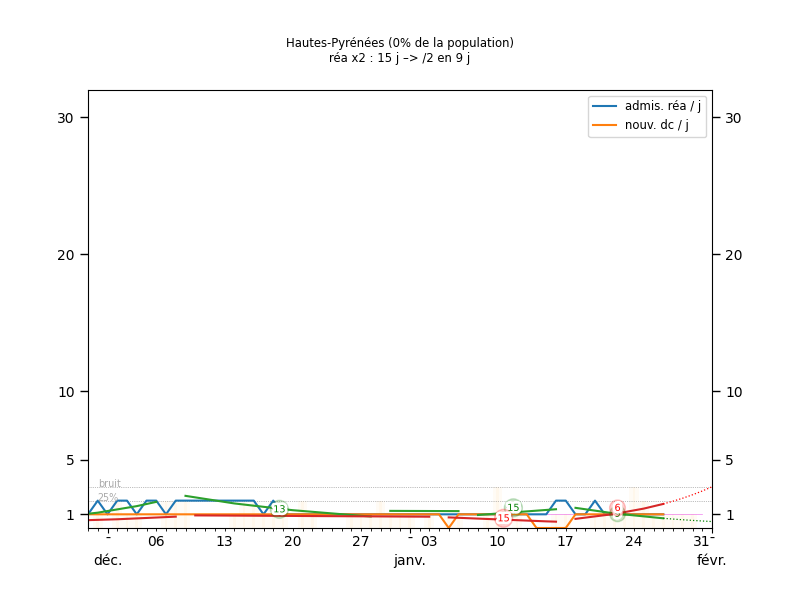 Hautes-Pyrénées (0% de la population)
réa x2 : 15 j –> /2 en 9 j
admis. réa / j
nouv. dc / j
30 30
20 20
10 10
5 5
bruit
25%
13 15 15 6
1 1
- 06 13 20 27 - 03 10 17 24 31 -
déc. janv. févr.